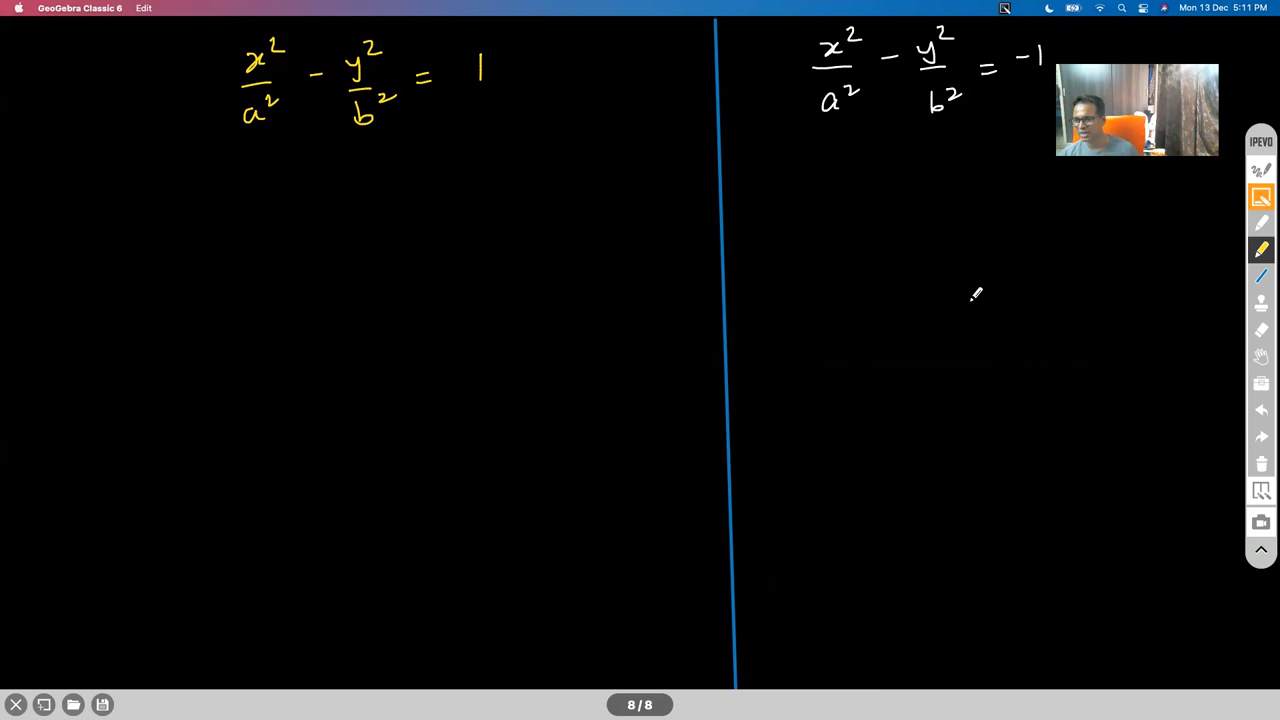 GeoGebra Classic 6 Edit Mon 13 Dec 5:11 PM
x²/a² - y²/b² = 1
x²/a² - y²/b² = -1
IPEVO
8/8